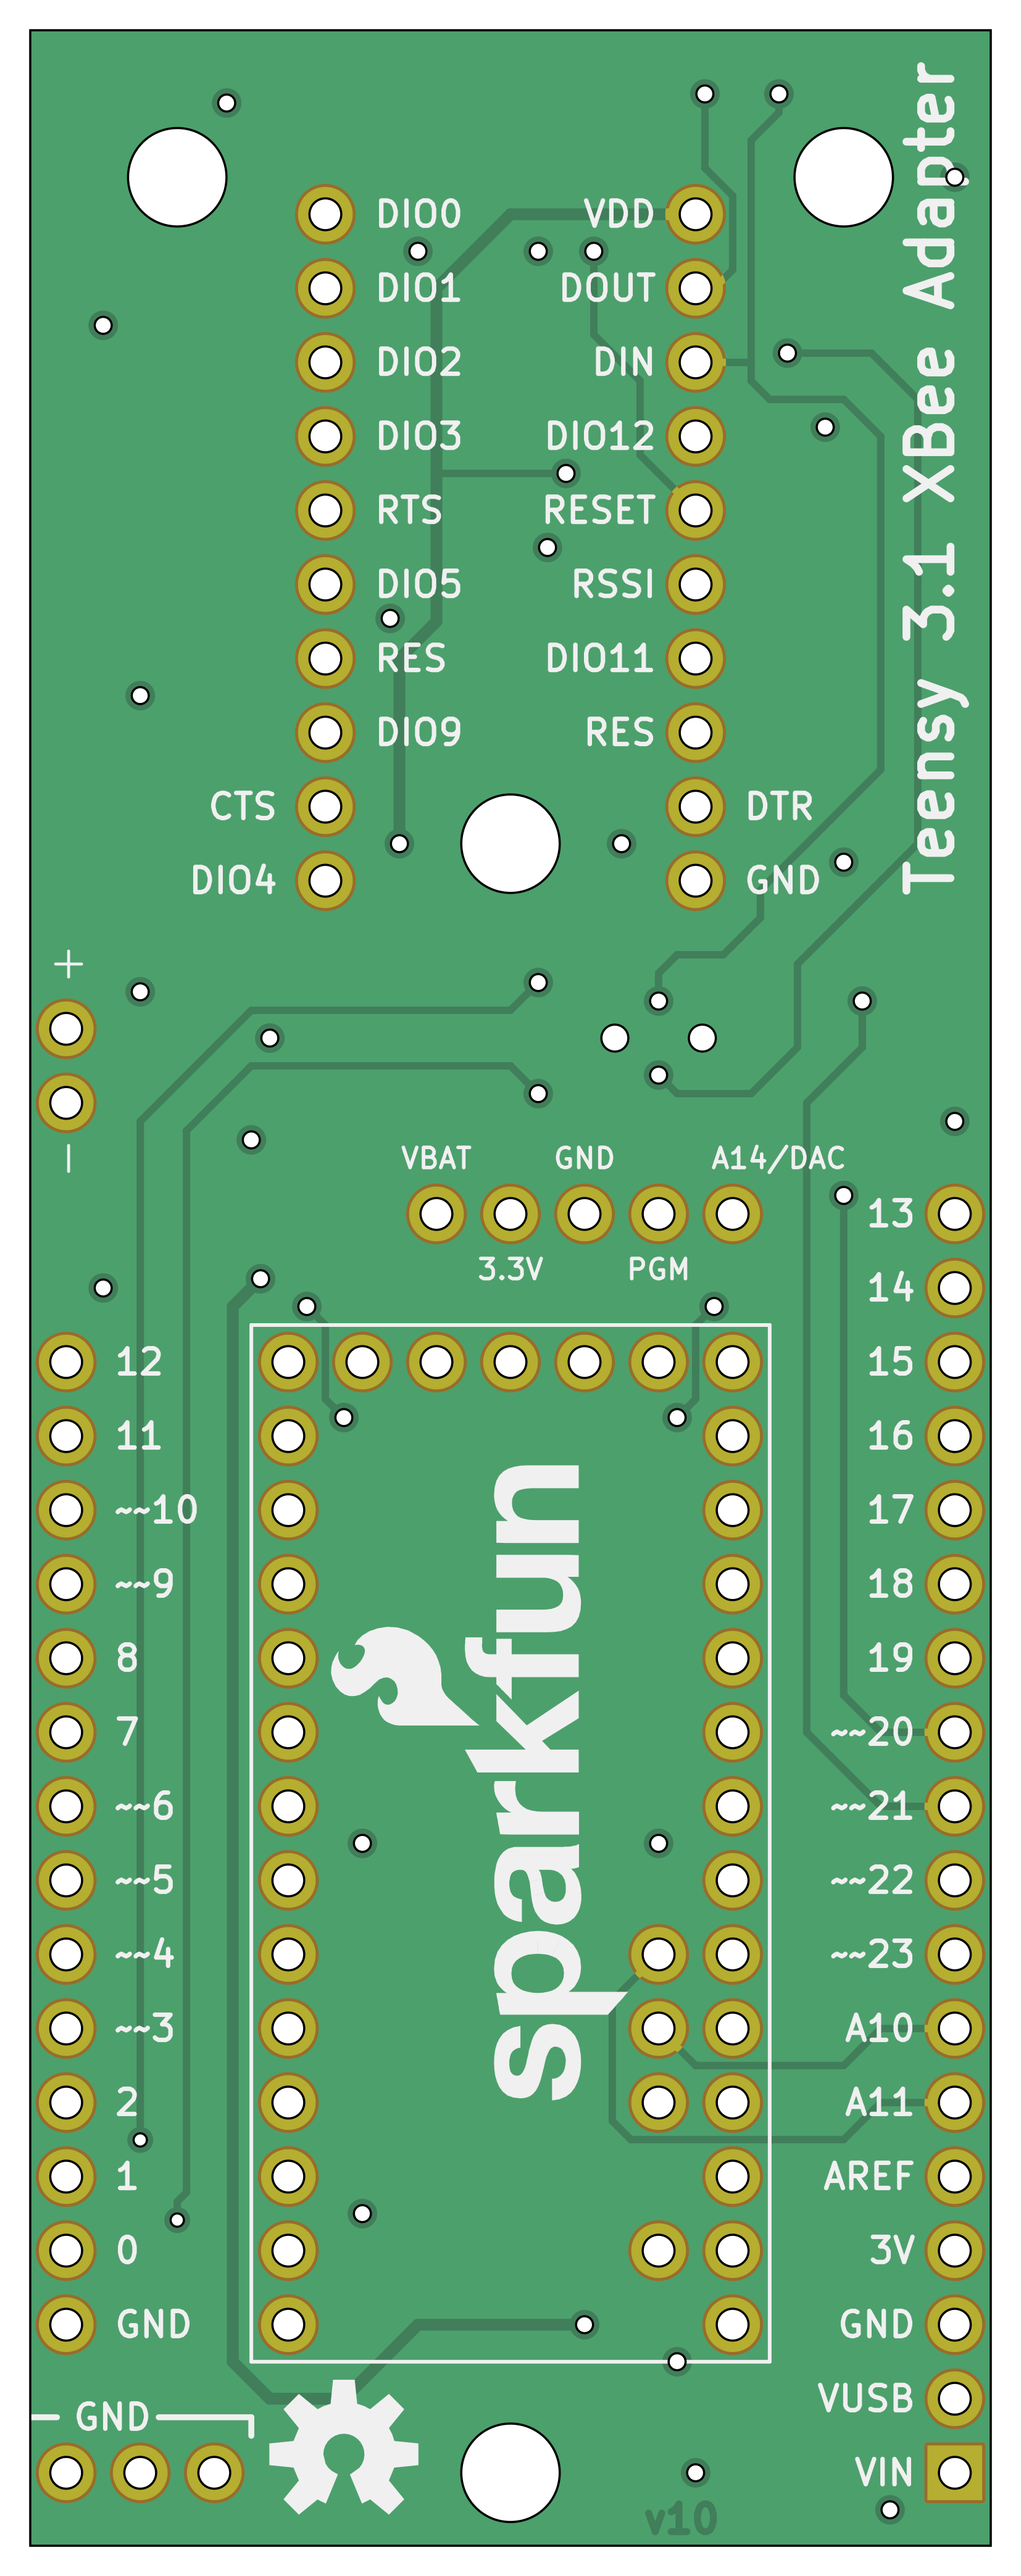 Teensy 3.1 XBee Adapter
DIO0 VDD
DIO1 DOUT
DIO2 DIN
DIO3 DIO12
RTS RESET
DIO5 RSSI
RES DIO11
DIO9 RES
CTS DTR
DIO4 GND
+
-
VBAT GND A14/DAC
3.3V PGM
13
14
12 15
11 16
~~10 17
~~9 18
8 19
7 ~~20
~~6 ~~21
~~5 ~~22
~~4 ~~23
~~3 A10
2 A11
1 AREF
0 3V
GND GND
VUSB
GND
VIN
sparkfun
v10